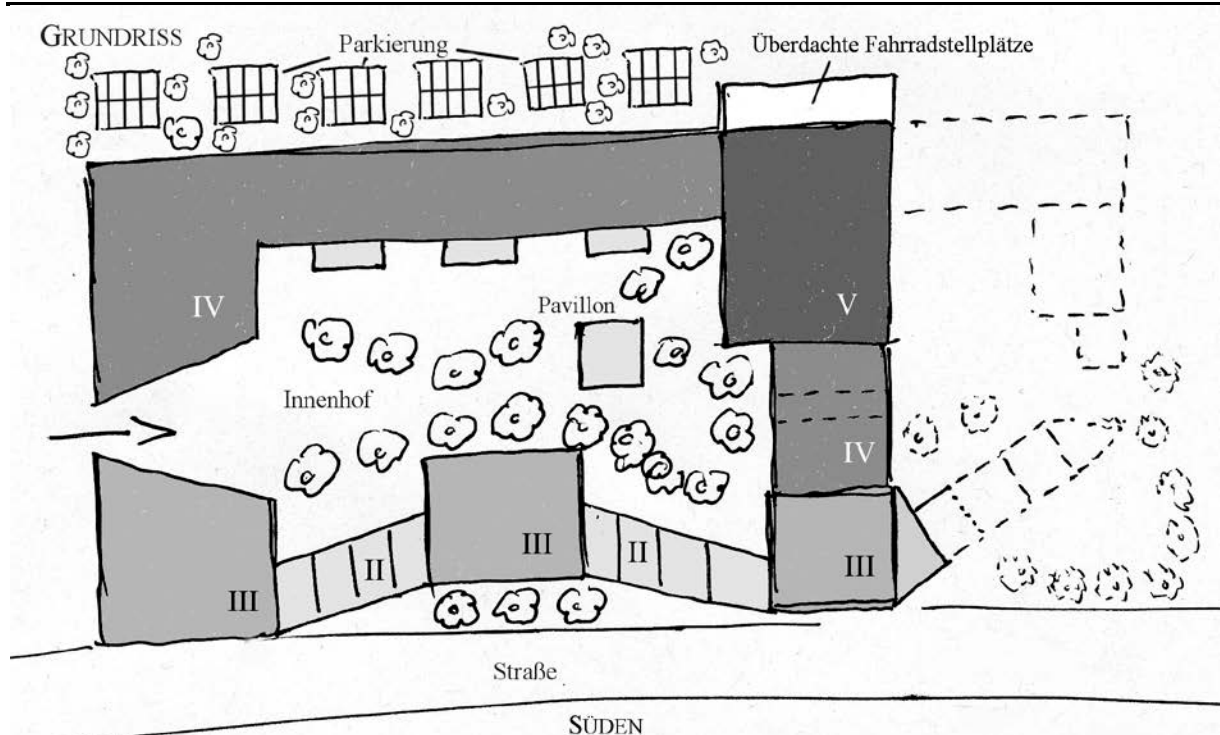 GRUNDRISS
Parkierung
Überdachte Fahrradstellplätze
IV
V
Pavillon
Innenhof
IV
III
II
III
II
III
Straße
SÜDEN